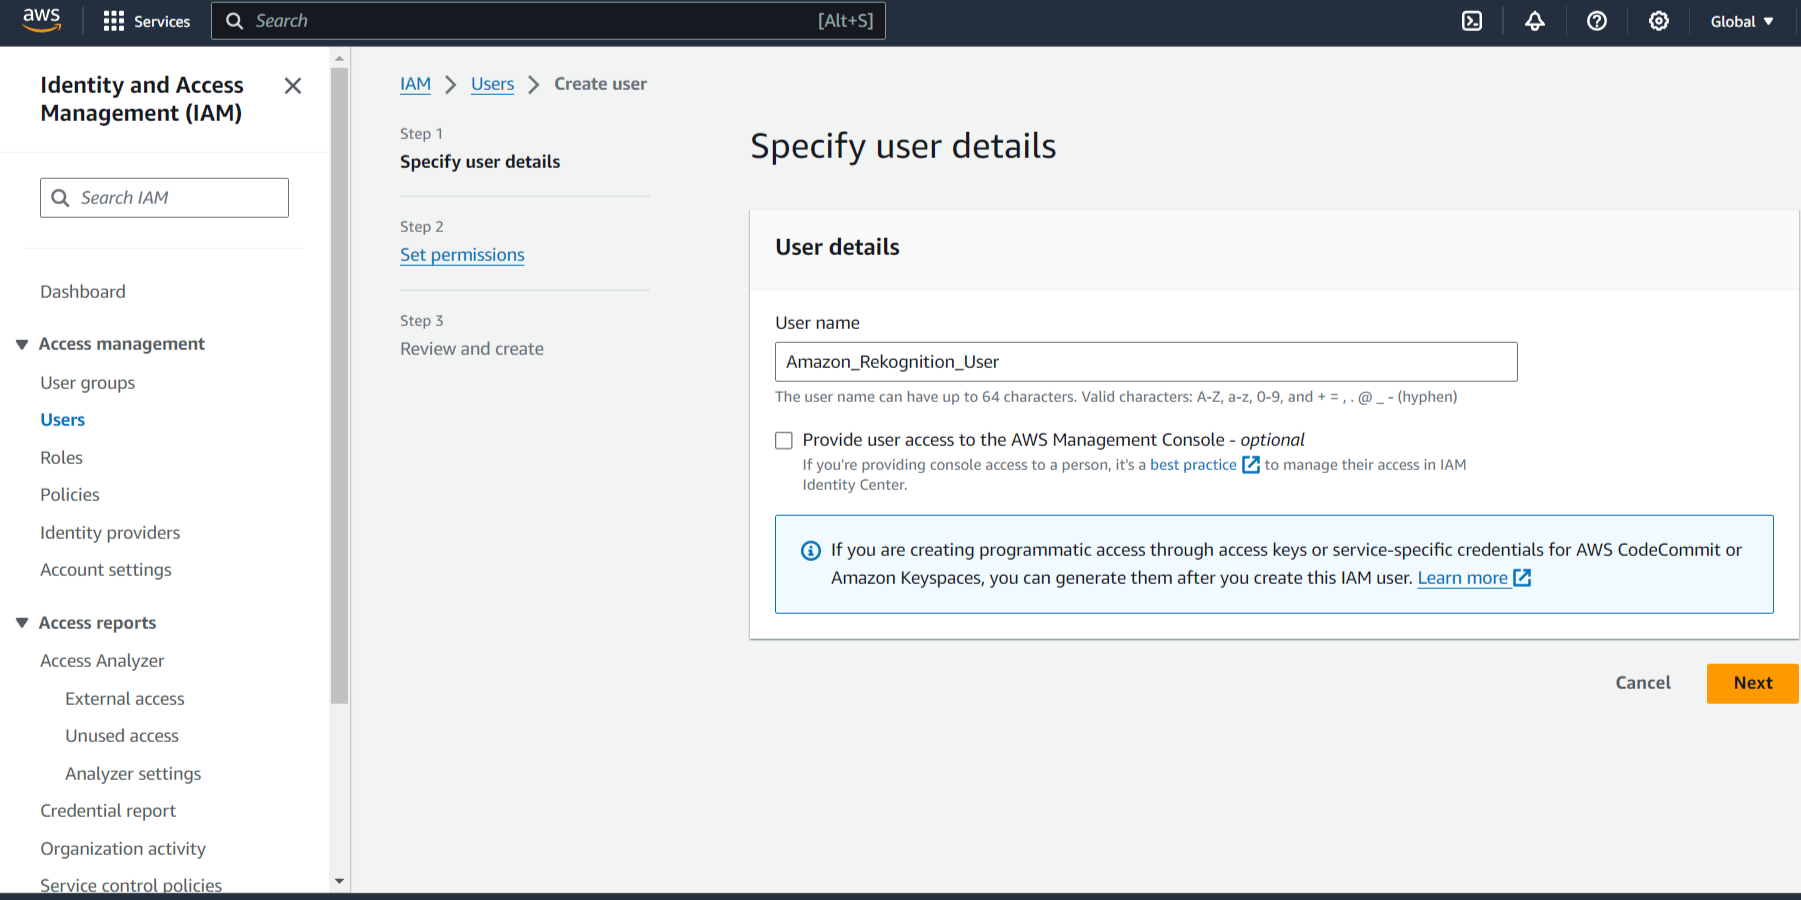 aws
Services
Search
[Alt+S]
Global
Identity and Access
Management (IAM)
Search IAM
Dashboard
Access management
User groups
Users
Roles
Policies
Identity providers
Account settings
Access reports
Access Analyzer
External access
Unused access
Analyzer settings
Credential report
Organization activity
Service control policies
IAM
Users
Create user
Step 1
Specify user details
Step 2
Set permissions
Step 3
Review and create
Specify user details
User details
User name
Amazon_Rekognition_User
The user name can have up to 64 characters. Valid characters: A-Z, a-z, 0-9, and + = , . @ _ - (hyphen)
Provide user access to the AWS Management Console - optional
If you're providing console access to a person, it's a best practice to manage their access in IAM
Identity Center.
If you are creating programmatic access through access keys or service-specific credentials for AWS CodeCommit or
Amazon Keyspaces, you can generate them after you create this IAM user. Learn more
Cancel
Next